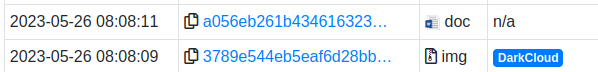 2023-05-26 08:08:11 a056eb261b434616323… doc n/a
2023-05-26 08:08:09 3789e544eb5eaf6d28bb… img DarkCloud